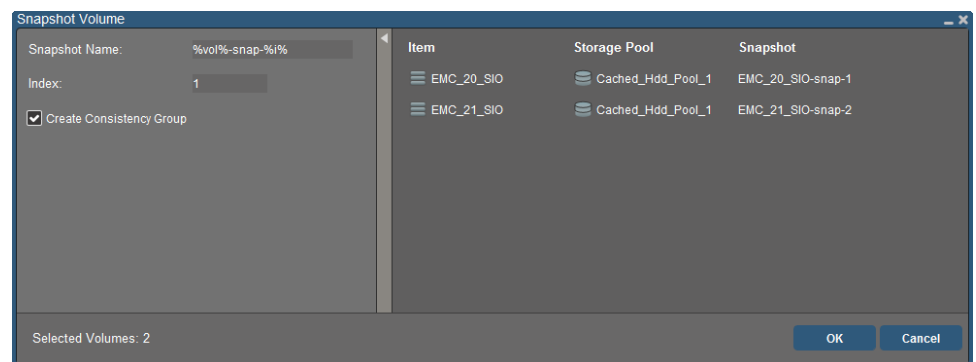 Snapshot Volume
Snapshot Name: %vol%-snap-%i%
Index: 1
Create Consistency Group
Item Storage Pool Snapshot
EMC_20_SIO Cached_Hdd_Pool_1 EMC_20_SIO-snap-1
EMC_21_SIO Cached_Hdd_Pool_1 EMC_21_SIO-snap-2
Selected Volumes: 2
OK Cancel